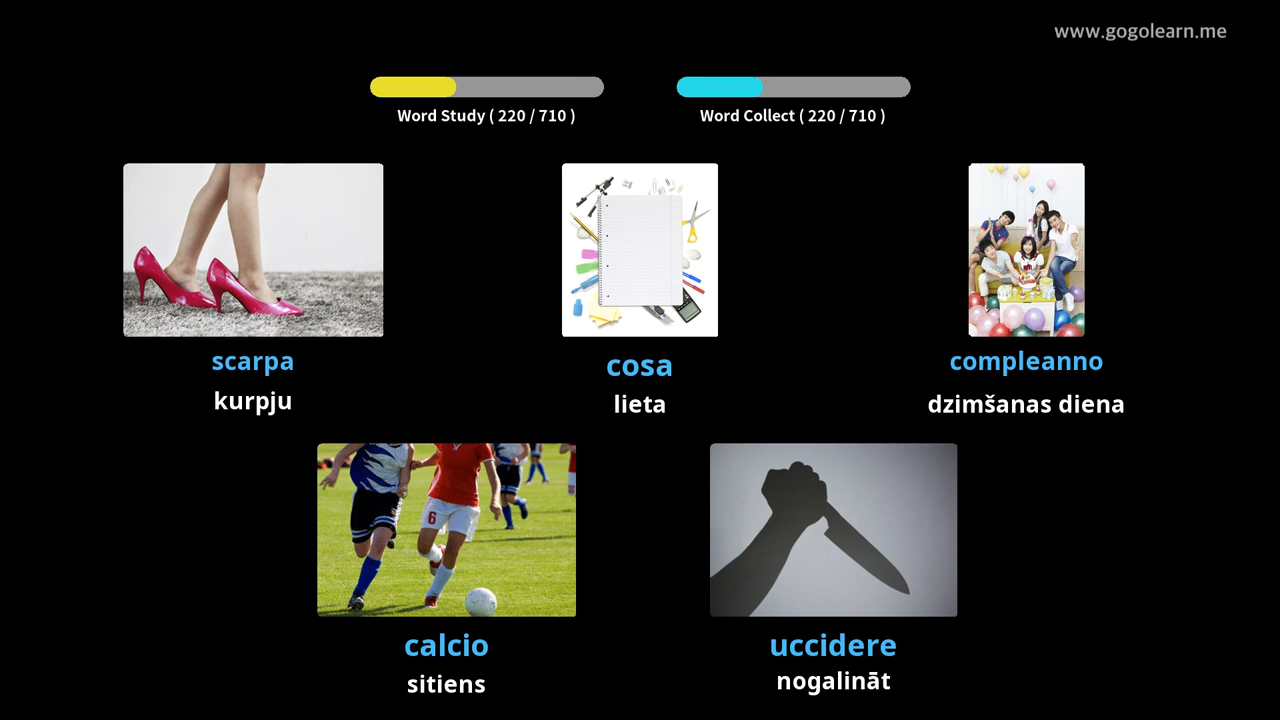 www.gogolearn.me
Word Study ( 220 / 710 )
Word Collect ( 220 / 710 )
scarpa
kurpju
cosa
lieta
compleanno
dzimšanas diena
6
calcio
sitiens
uccidere
nogalināt